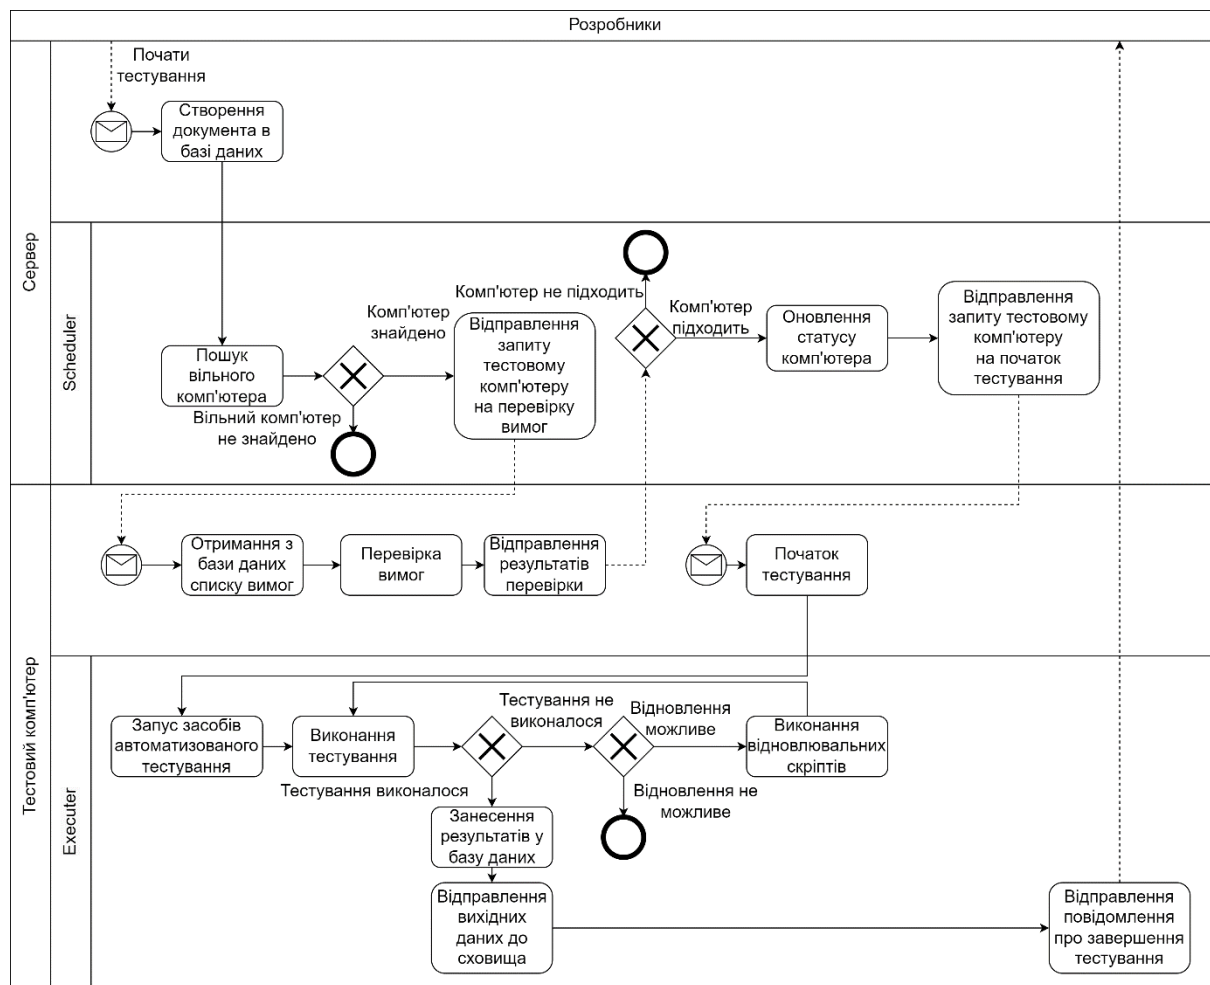 Розробники
Почати
тестування
Створення
документа в
базі даних
Сервер
Scheduler
Пошук
вільного
комп'ютера
Вільний комп'ютер
не знайдено
Комп'ютер
знайдено
Відправлення
запиту
тестовому
комп'ютеру
на перевірку
вимог
Комп'ютер не підходить
Комп'ютер
підходить
Оновлення
статусу
комп'ютера
Відправлення
запиту тестовому
комп'ютеру
на початок
тестування
Тестовий комп'ютер
Отримання з
бази даних
списку вимог
Перевірка
вимог
Відправлення
результатів
перевірки
Початок
тестування
Executer
Запус засобів
автоматизованого
тестування
Виконання
тестування
Тестування не
виконалося
Тестування виконалося
Відновлення
можливе
Виконання
відновлювальних
скріптів
Відновлення не
можливе
Занесення
результатів у
базу даних
Відправлення
вихідних
даних до
сховища
Відправлення
повідомлення
про завершення
тестування